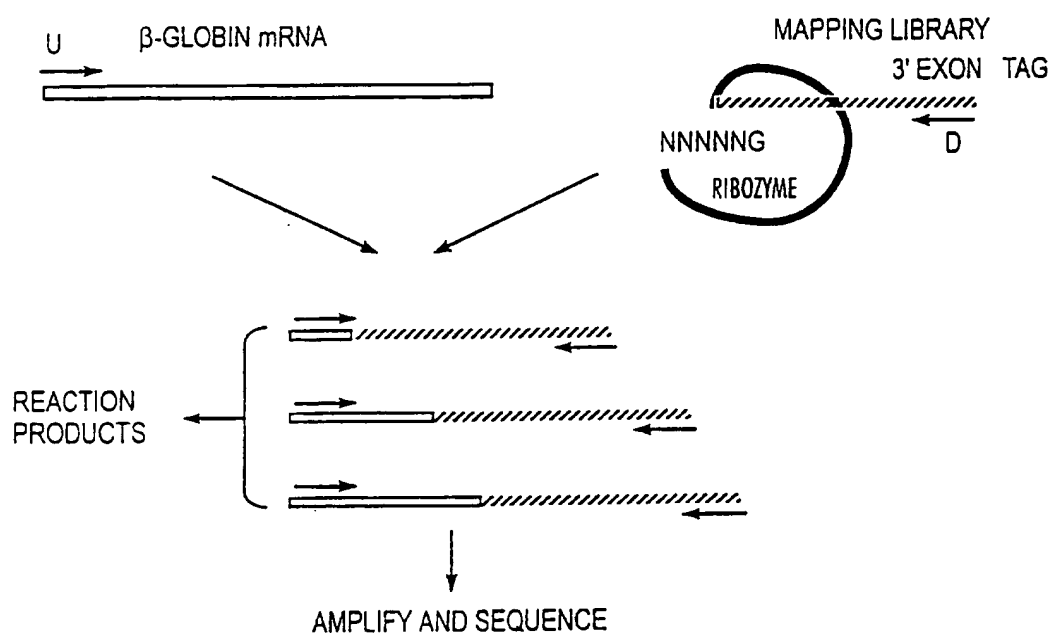 U
β-GLOBIN mRNA
MAPPING LIBRARY
3' EXON TAG
D
NNNNNG
RIBOZYME
REACTION
PRODUCTS
AMPLIFY AND SEQUENCE